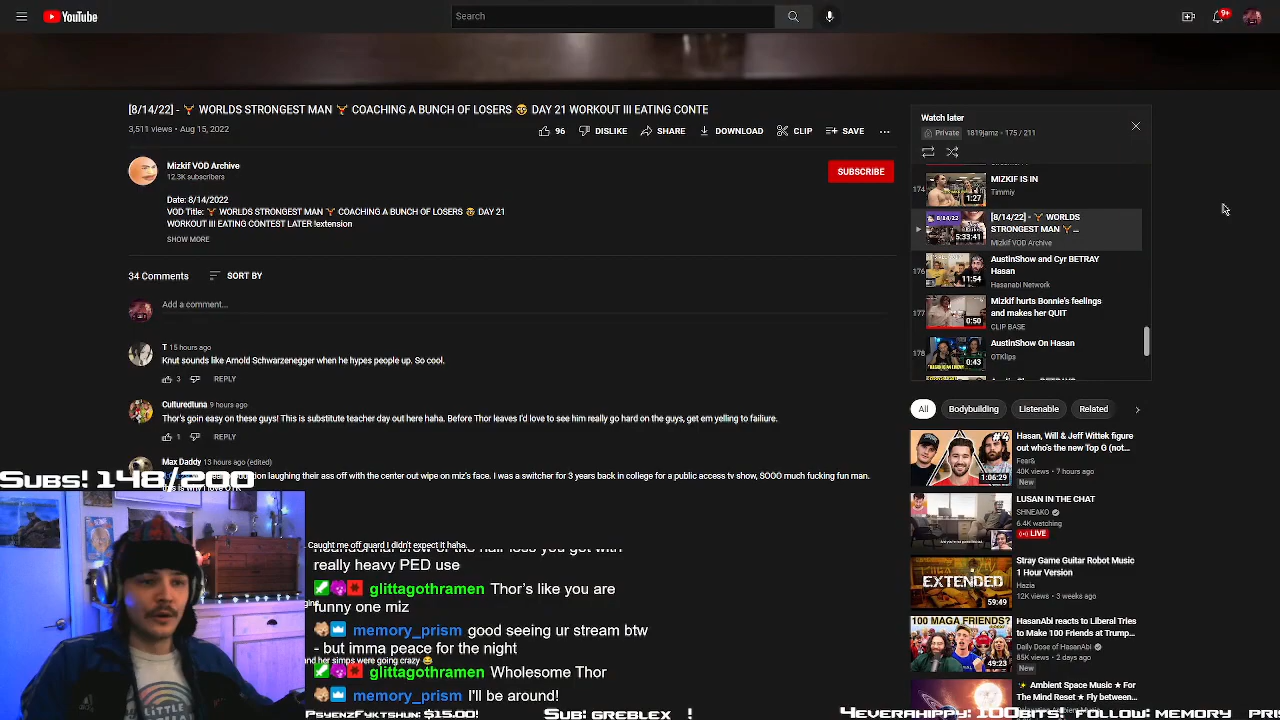 YouTube
Search
9+
[8/14/22] - WORLDS STRONGEST MAN COACHING A BUNCH OF LOSERS DAY 21 WORKOUT III EATING CONTE
3,511 views • Aug 15, 2022
96
DISLIKE
SHARE
DOWNLOAD
CLIP
SAVE
Mizkif VOD Archive
12.3K subscribers
SUBSCRIBE
Date: 8/14/2022
VOD Title: WORLDS STRONGEST MAN COACHING A BUNCH OF LOSERS DAY 21
WORKOUT III EATING CONTEST LATER !extension
SHOW MORE
34 Comments
SORT BY
Add a comment...
T 15 hours ago
Knut sounds like Arnold Schwarzenegger when he hypes people up. So cool.
3
REPLY
Culturedtuna 9 hours ago
Thor's goin easy on these guys! This is substitute teacher day out here haha. Before Thor leaves I'd love to see him really go hard on the guys, get em yelling to failiure.
1
REPLY
Max Daddy 13 hours ago (edited)
off with the center out wipe on miz's face. I was a switcher for 3 years back in college for a public access tv show, SOOO much fucking fun man.
Subs! 148/200
Caught me off guard I didn't expect it haha.
really heavy PED use
glittagothramen Thor's like you are
funny one miz
memory_prism good seeing ur stream btw
- but imma peace for the night
and her simps were going crazy
glittagothramen Wholesome Thor
memory_prism I'll be around!
PsyenzFyktshun: $15.00!
Sub: greblex !
4everahippy: 100bits!
Follow: memory_pri
Watch later
Private
1819jamz - 175 / 211
174
1:27
MIZKIF IS IN
Timmiy
8/14/22
5:33:41
[8/14/22] - WORLDS
STRONGEST MAN ...
Mizkif VOD Archive
176
11:54
AustinShow and Cyr BETRAY
Hasan
Hasanabi Network
177
0:50
Mizkif hurts Bonnie's feelings
and makes her QUIT
CLIP BASE
178
0:43
AustinShow On Hasan
OTKlips
All
Bodybuilding
Listenable
Related
#4
1:06:29
Hasan, Will & Jeff Wittek figure
out who's the new Top G (not...
Fear&
40K views • 7 hours ago
New
LUSAN IN THE CHAT
SHNEAKO
6.4K watching
LIVE
EXTENDED
59:49
Stray Game Guitar Robot Music
1 Hour Version
Hazia
12K views • 3 weeks ago
100 MAGA FRIENDS?
49:23
HasanAbi reacts to Liberal Tries
to Make 100 Friends at Trump...
Daily Dose of HasanAbi
85K views • 2 days ago
New
Ambient Space Music ★ For
The Mind Reset ★ Fly between